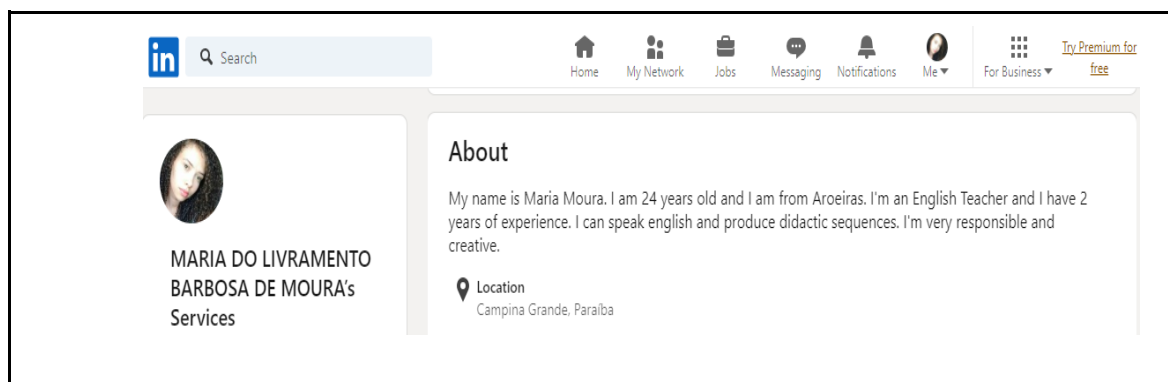 in
Search
Home
My Network
Jobs
Messaging
Notifications
Me
For Business
Try Premium for
free
About
My name is Maria Moura. I am 24 years old and I am from Aroeiras. I'm an English Teacher and I have 2
years of experience. I can speak english and produce didactic sequences. I'm very responsible and
creative.
Location
Campina Grande, Paraíba
MARIA DO LIVRAMENTO
BARBOSA DE MOURA's
Services